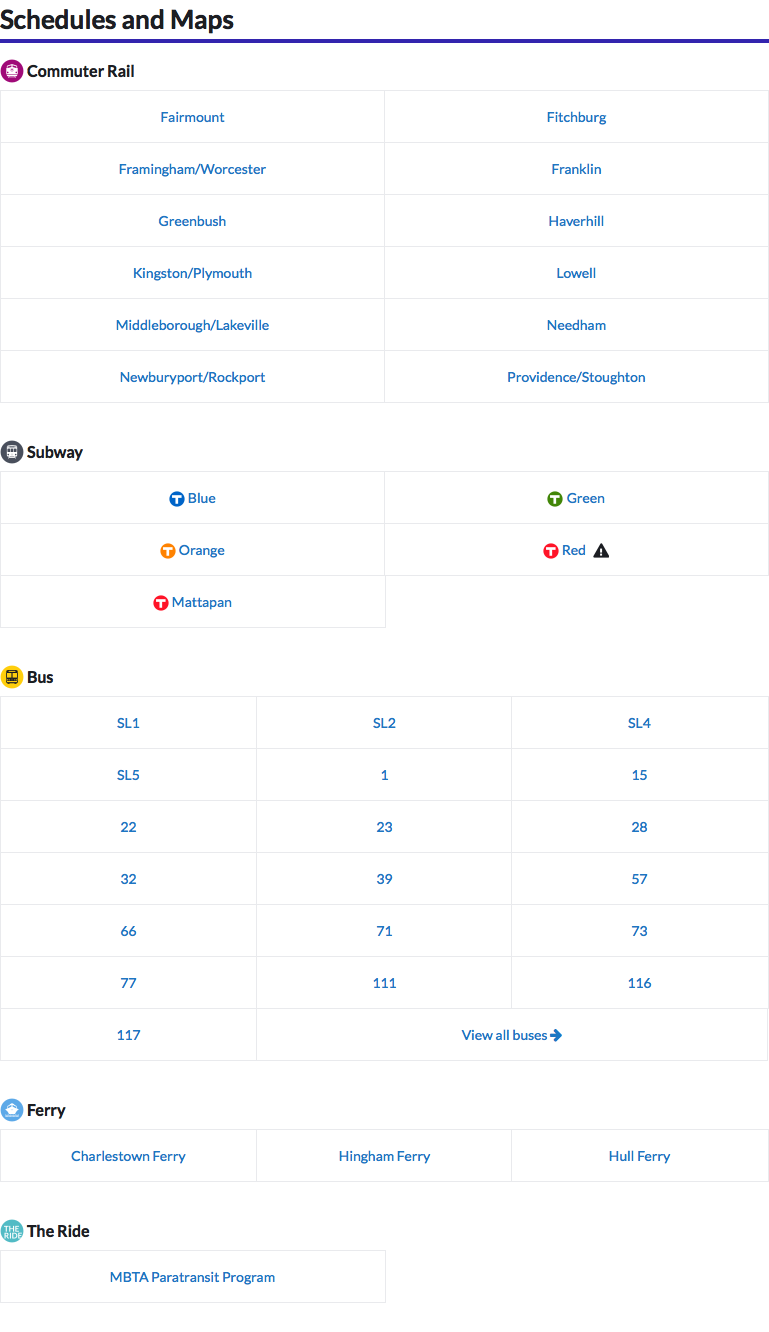 Schedules and Maps
Commuter Rail
Fairmount Fitchburg
Framingham/Worcester Franklin
Greenbush Haverhill
Kingston/Plymouth Lowell
Middleborough/Lakeville Needham
Newburyport/Rockport Providence/Stoughton
Subway
T Blue T Green
T Orange T Red
T Mattapan
Bus
SL1 SL2 SL4
SL5 1 15
22 23 28
32 39 57
66 71 73
77 111 116
117 View all buses
Ferry
Charlestown Ferry Hingham Ferry Hull Ferry
THE RIDE The Ride
MBTA Paratransit Program